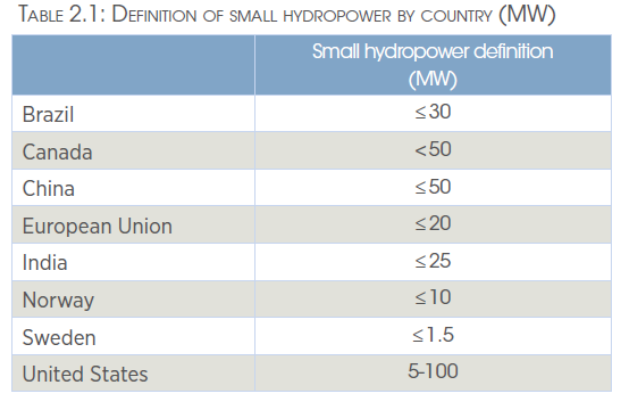 TABLE 2.1: DEFINITION OF SMALL HYDROPOWER BY COUNTRY (MW)
Small hydropower definition
(MW)
Brazil ≤30
Canada <50
China ≤50
European Union ≤20
India ≤25
Norway ≤10
Sweden ≤1.5
United States 5-100